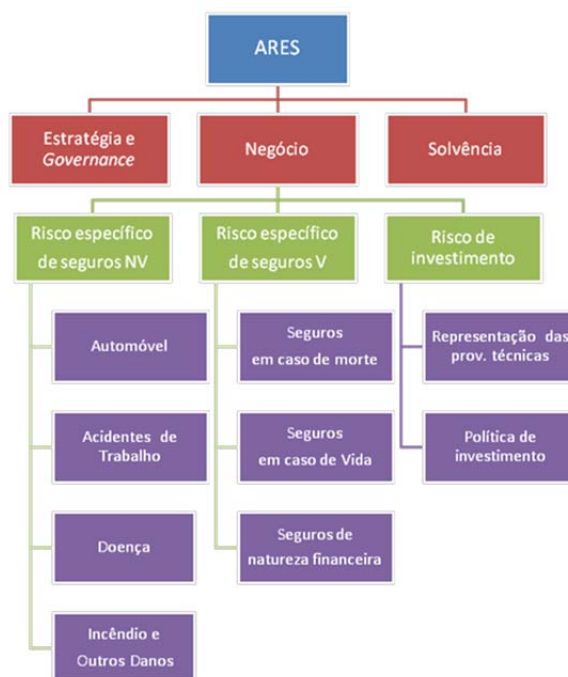 ARES
Estratégia e
Governance
Negócio
Solvência
Risco específico
de seguros NV
Risco específico
de seguros V
Risco de
investimento
Automóvel
Acidentes de
Trabalho
Doença
Incêndio e
Outros Danos
Seguros
em caso de morte
Seguros
em caso de Vida
Seguros de
natureza financeira
Representação das
prov. técnicas
Política de
investimento